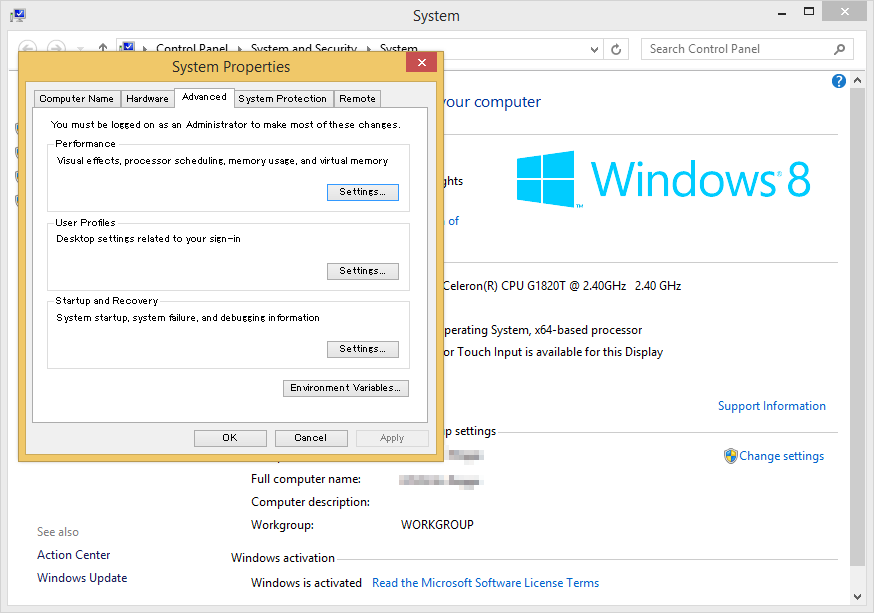 System
Control Panel
System and Security
System
Search Control Panel
System Properties
Computer Name
Hardware
Advanced
System Protection
Remote
You must be logged on as an Administrator to make most of these changes.
Performance
Visual effects, processor scheduling, memory usage, and virtual memory
Settings...
User Profiles
Desktop settings related to your sign-in
Settings...
Startup and Recovery
System startup, system failure, and debugging information
Settings...
Environment Variables...
OK
Cancel
Apply
your computer
Windows 8
™
of
Celeron(R) CPU G1820T @ 2.40GHz 2.40 GHz
x64-based processor
or Touch Input is available for this Display
Support Information
settings
Change settings
Full computer name:
Computer description:
Workgroup: WORKGROUP
See also
Action Center
Windows Update
Windows activation
Windows is activated Read the Microsoft Software License Terms